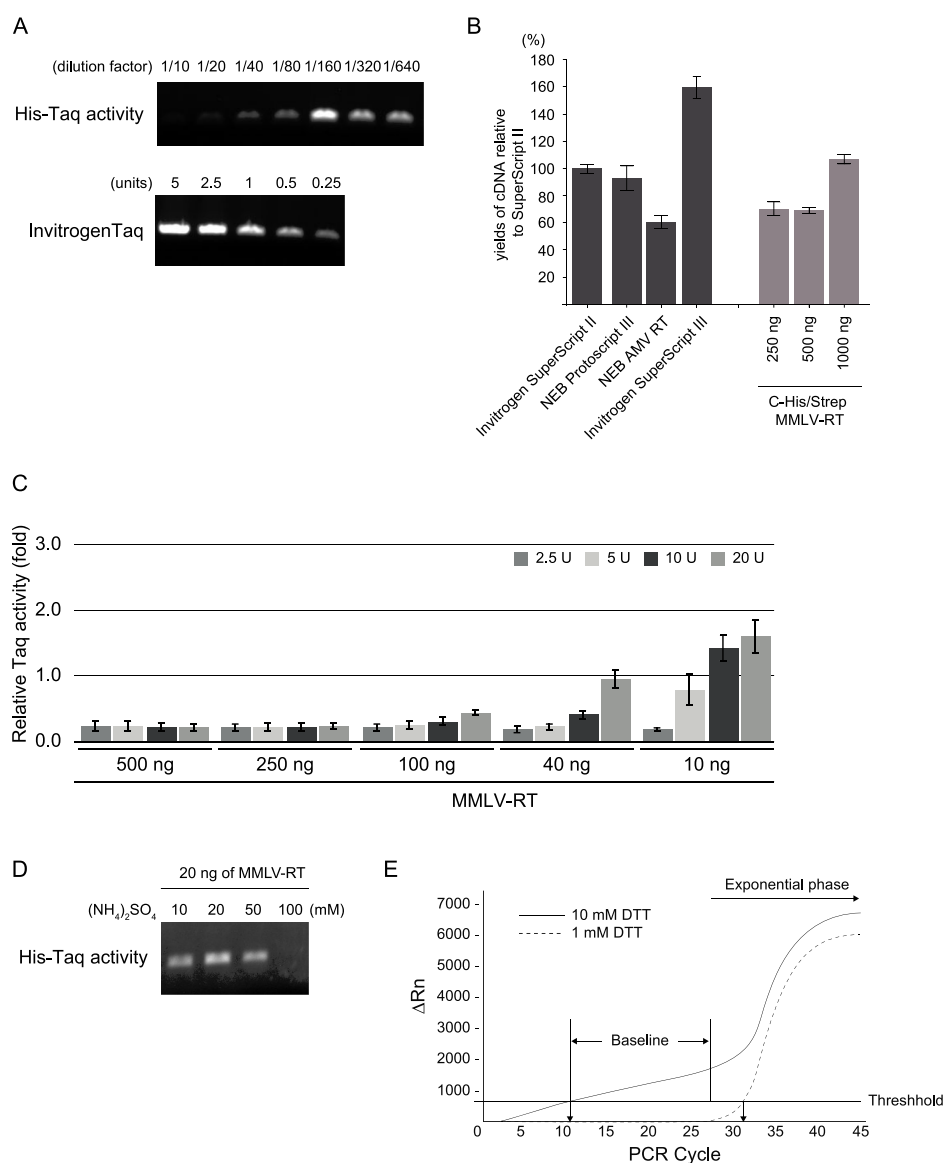 A
(dilution factor) 1/10 1/20 1/40 1/80 1/160 1/320 1/640
His-Taq activity
(units) 5 2.5 1 0.5 0.25
InvitrogenTaq
B
(%)
180
160
140
120
100
80
60
40
20
yields of cDNA relative
to SuperScript II
Invitrogen SuperScript II
NEB Protoscript III
NEB AMV RT
Invitrogen SuperScript III
250 ng
500 ng
1000 ng
C-His/Strep
MMLV-RT
C
Relative Taq activity (fold)
3.0
2.0
1.0
0.0
2.5 U 5 U 10 U 20 U
500 ng 250 ng 100 ng 40 ng 10 ng
MMLV-RT
D
20 ng of MMLV-RT
(NH4)2SO4 10 20 50 100 (mM)
His-Taq activity
E
Exponential phase
10 mM DTT
1 mM DTT
7000
6000
5000
4000
3000
2000
1000
ΔRn
Baseline
Threshhold
0 5 10 15 20 25 30 35 40 45
PCR Cycle